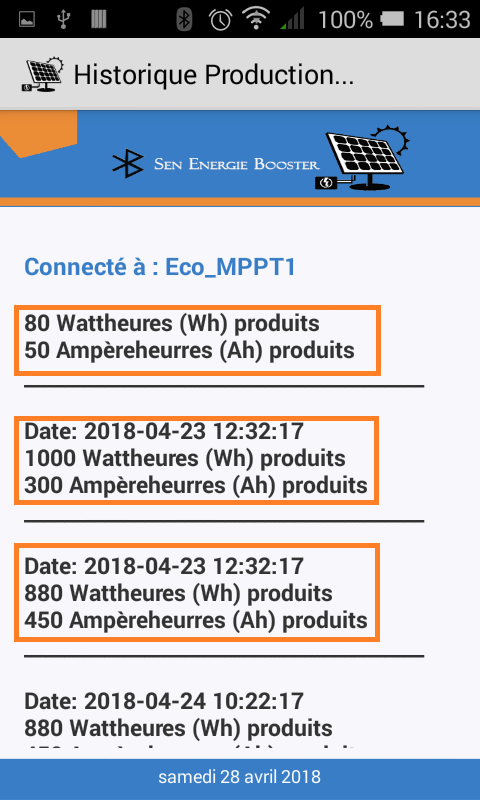 100% 16:33
Historique Production...
SEN ENERGIE BOOSTER
Connecté à : Eco_MPPT1
80 Wattheures (Wh) produits
50 Ampèreheurres (Ah) produits
Date: 2018-04-23 12:32:17
1000 Wattheures (Wh) produits
300 Ampèreheurres (Ah) produits
Date: 2018-04-23 12:32:17
880 Wattheures (Wh) produits
450 Ampèreheurres (Ah) produits
Date: 2018-04-24 10:22:17
880 Wattheures (Wh) produits
samedi 28 avril 2018